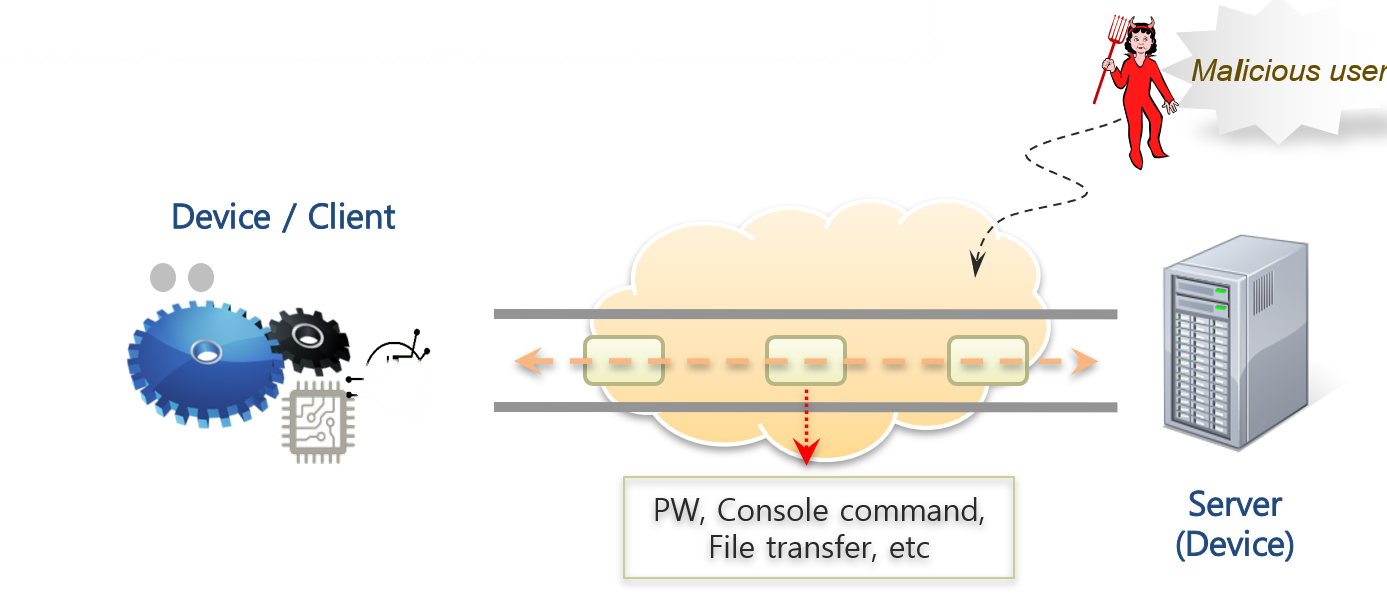 Malicious user
Device / Client
PW, Console command,
File transfer, etc
Server
(Device)